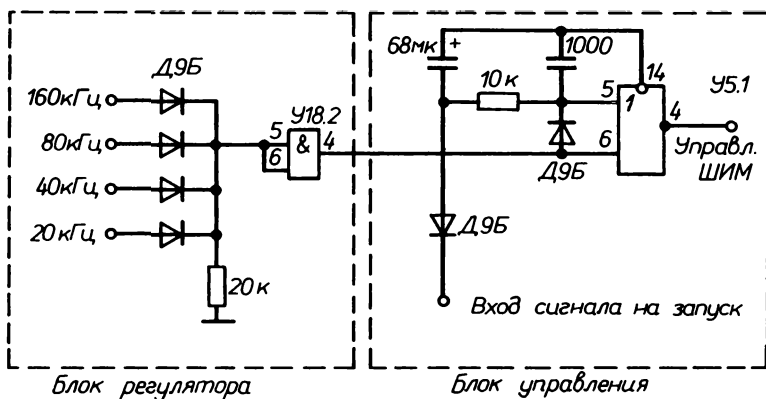 Д9Б
160кГц
80кГц
40кГц
20кГц
20к
У18.2
5
6
&
4
68мк +
1000
10к
5
14
1
У5.1
4
6
Управл.
ШИМ
Д9Б
Д9Б
Вход сигнала на запуск
Блок регулятора
Блок управления